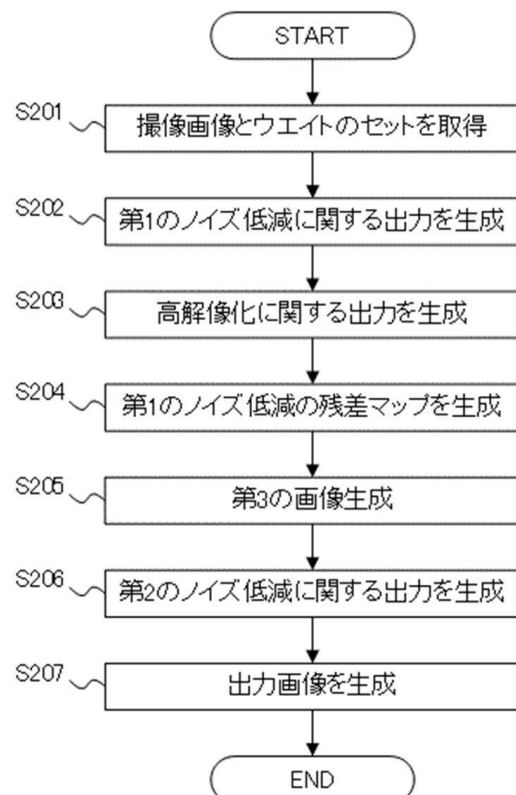 START
S201
撮像画像とウエイトのセットを取得
S202
第1のノイズ低減に関する出力を生成
S203
高解像化に関する出力を生成
S204
第1のノイズ低減の残差マップを生成
S205
第3の画像生成
S206
第2のノイズ低減に関する出力を生成
S207
出力画像を生成
END